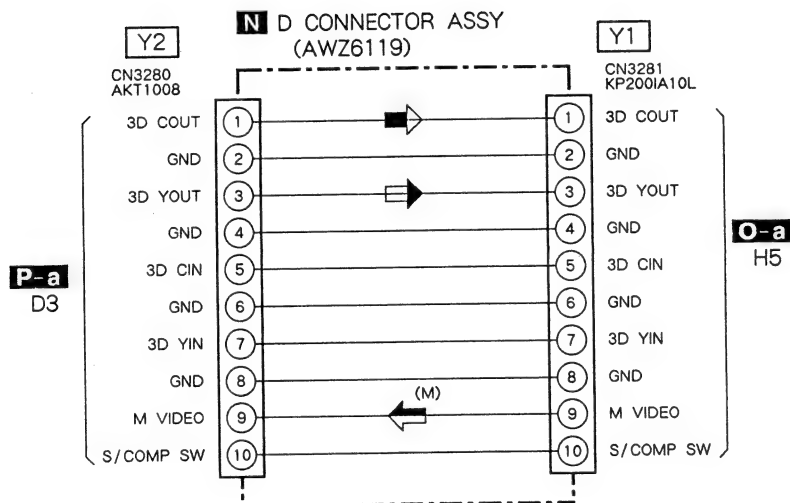 N D CONNECTOR ASSY
(AWZ6119)
Y2
CN3280
AKT1008
Y1
CN3281
KP200IA10L
3D COUT 1 1 3D COUT
GND 2 2 GND
3D YOUT 3 3 3D YOUT
GND 4 4 GND
3D CIN 5 5 3D CIN
GND 6 6 GND
3D YIN 7 7 3D YIN
GND 8 8 GND
(M)
M VIDEO 9 9 M VIDEO
S/COMP SW 10 10 S/COMP SW
P-a
D3
O-a
H5